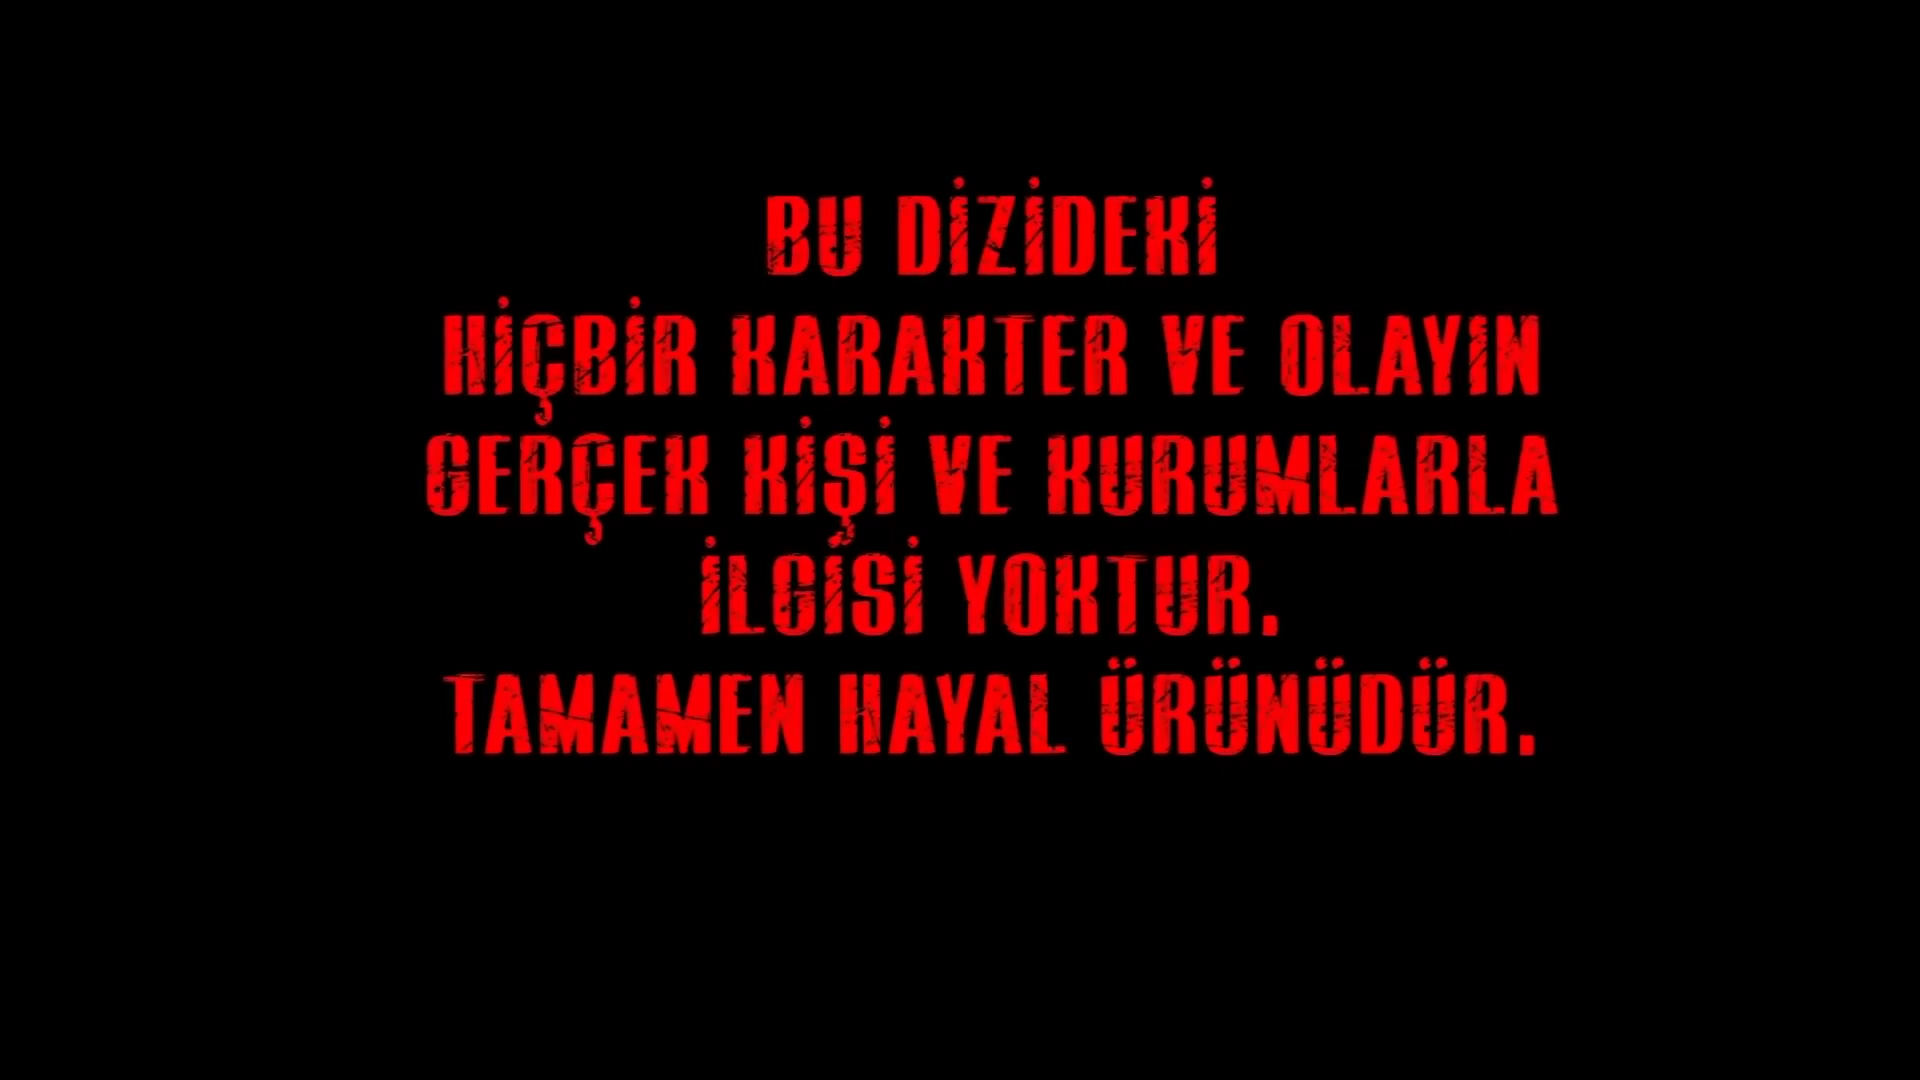 BU DİZİDEKİ
HİÇBİR KARAKTER VE OLAYIN
GERÇEK KİŞİ VE KURUMLARLA
İLGİSİ YOKTUR.
TAMAMEN HAYAL ÜRÜNÜDÜR.